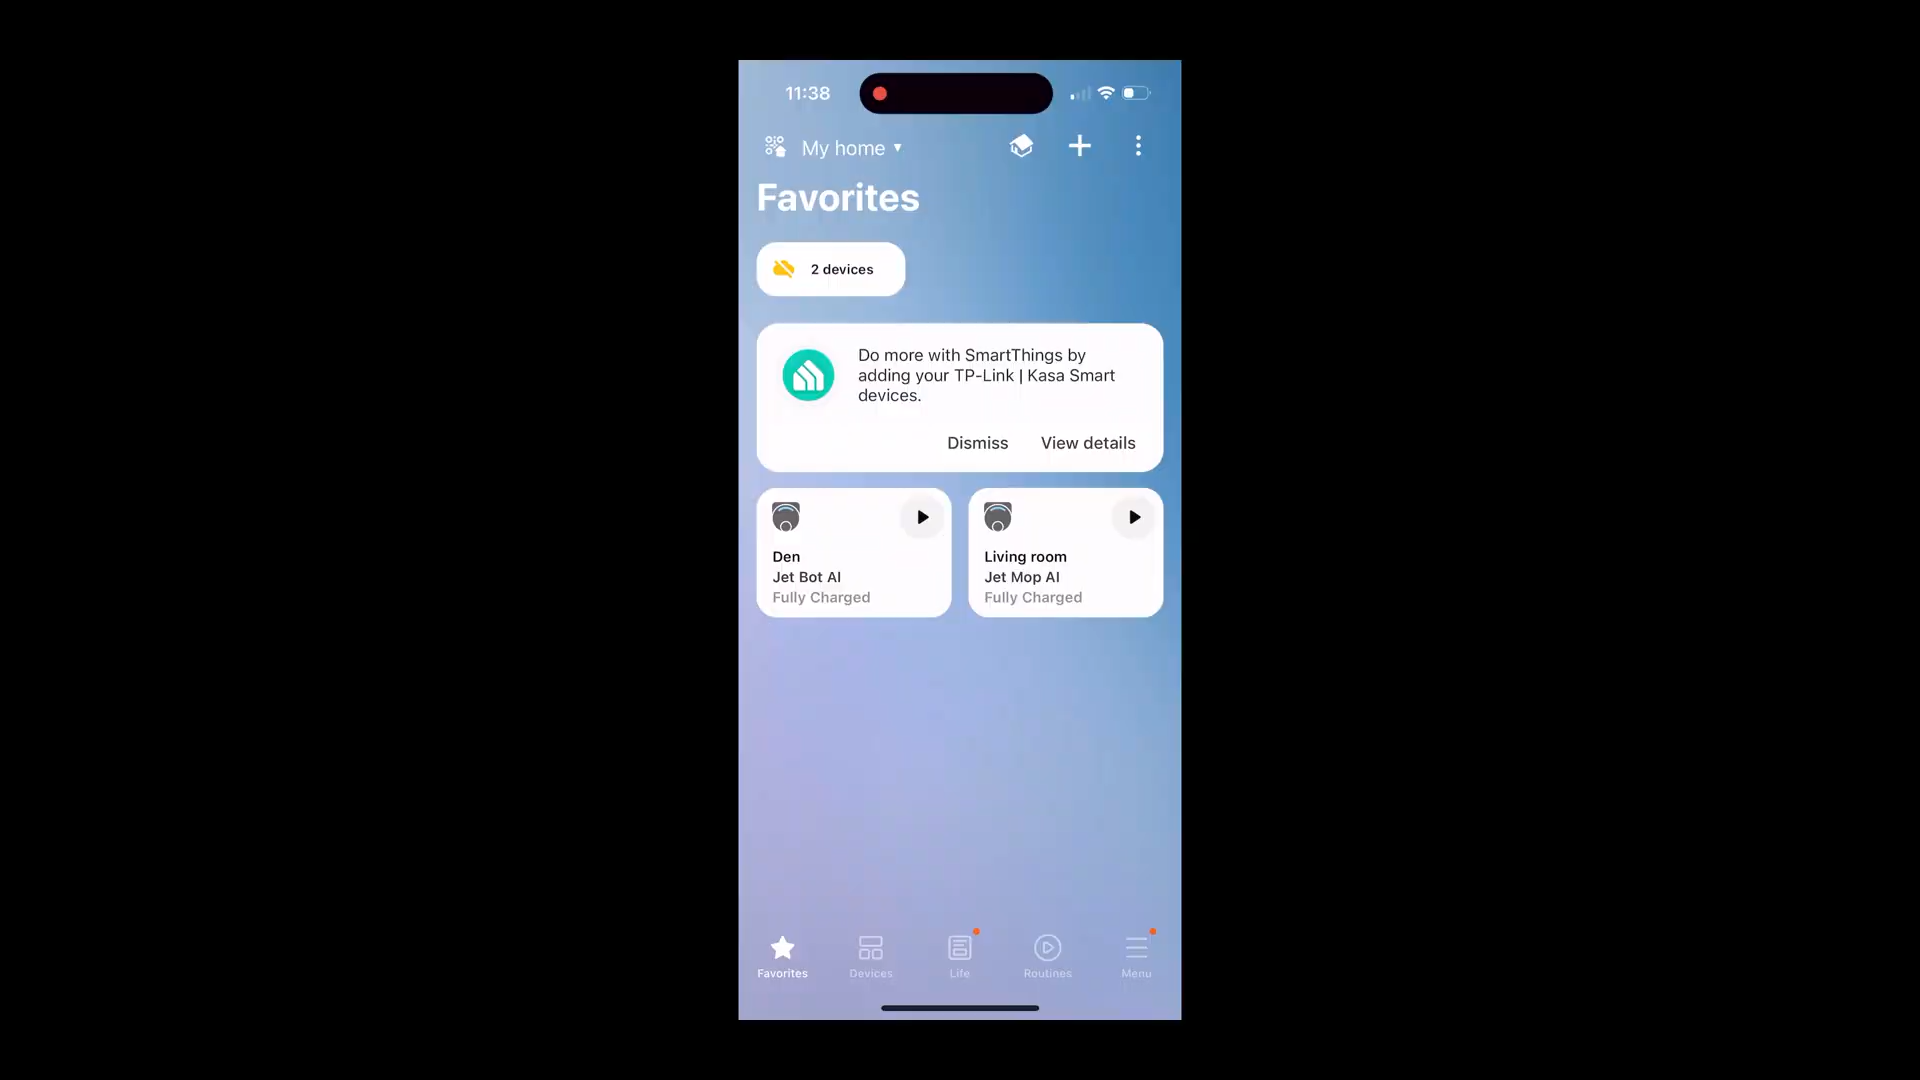 11:38
My home
Favorites
2 devices
Do more with SmartThings by
adding your TP-Link | Kasa Smart
devices.
Dismiss View details
Den
Jet Bot AI
Fully Charged
Living room
Jet Mop AI
Fully Charged
Favorites Devices Life Routines Menu